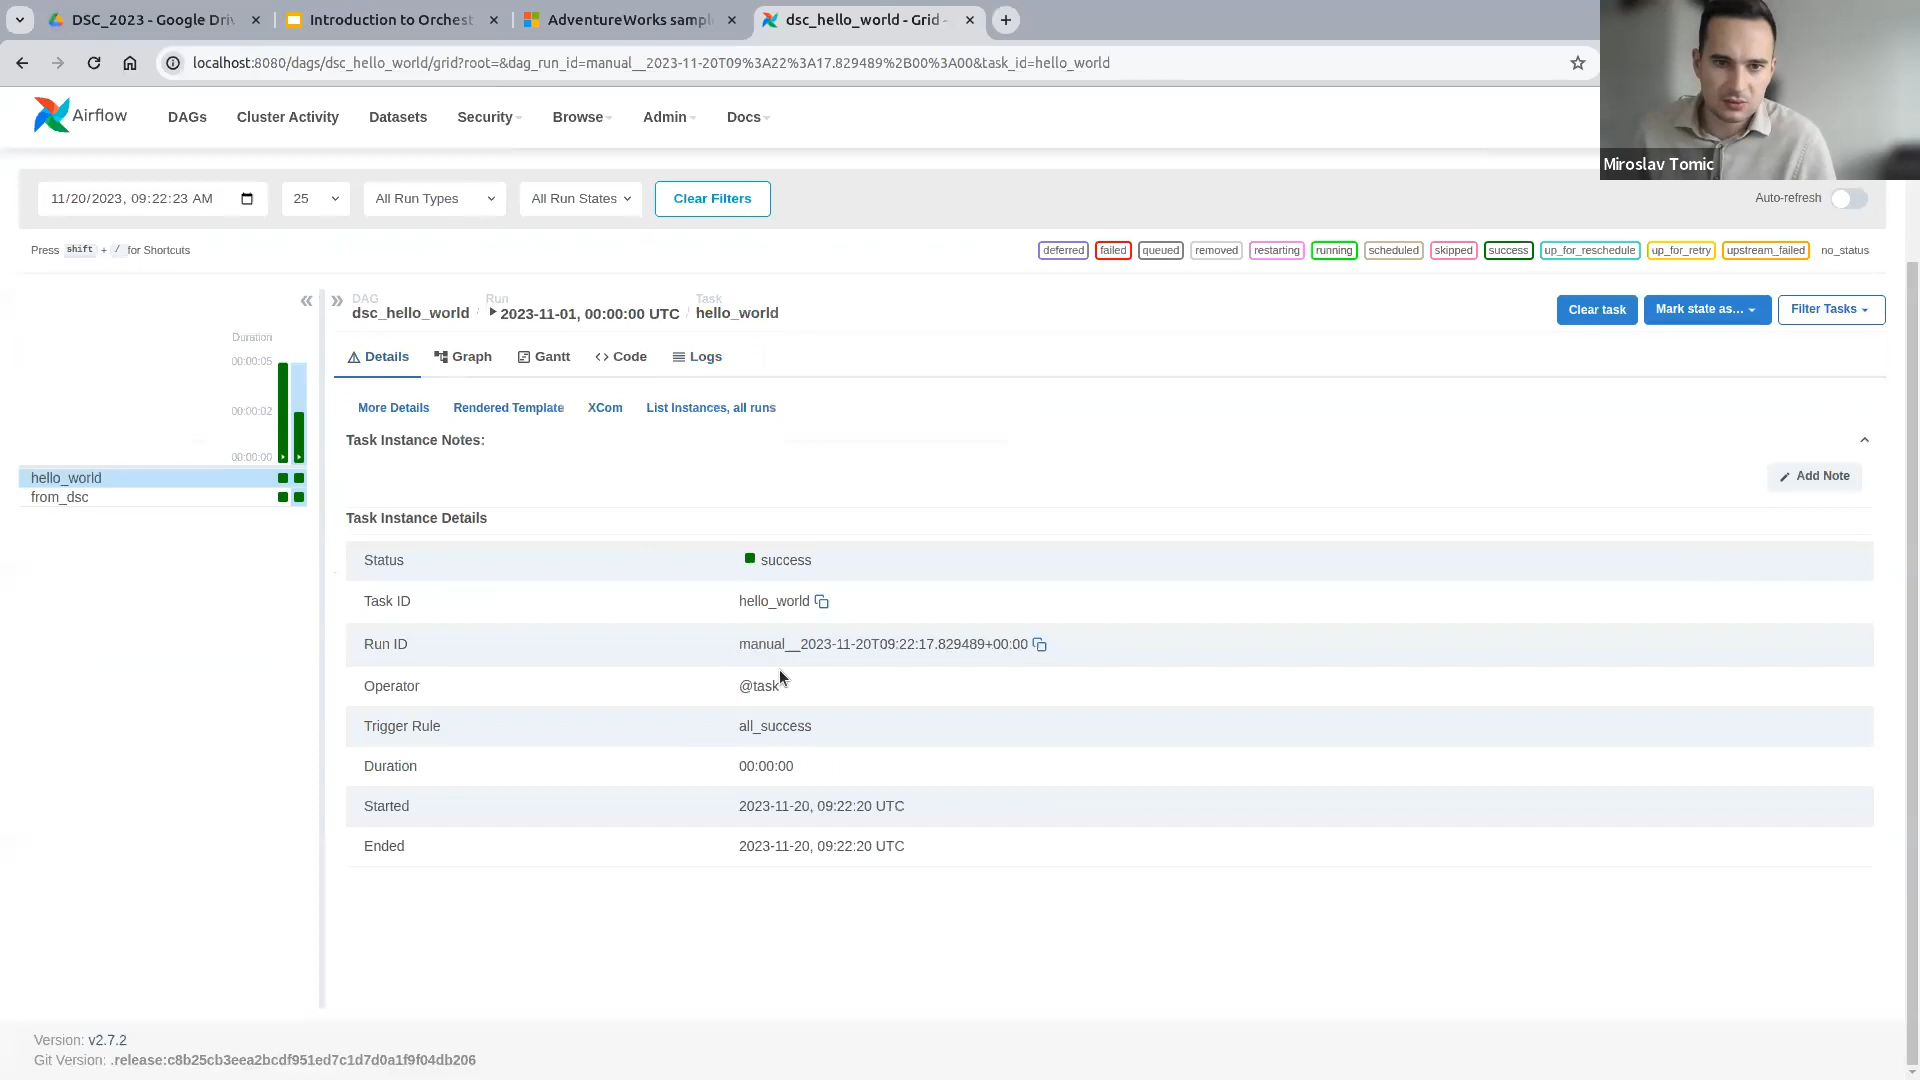 DSC_2023 - Google Driv
Introduction to Orchest
AdventureWorks sampl
dsc_hello_world - Grid -
localhost:8080/dags/dsc_hello_world/grid?root=&dag_run_id=manual__2023-11-20T09%3A22%3A17.829489%2B00%3A00&task_id=hello_world
Airflow
DAGs
Cluster Activity
Datasets
Security
Browse
Admin
Docs
Miroslav Tomic
11/20/2023, 09:22:23 AM
25
All Run Types
All Run States
Clear Filters
Auto-refresh
Press shift + / for Shortcuts
deferred
failed
queued
removed
restarting
running
scheduled
skipped
success
up_for_reschedule
up_for_retry
upstream_failed
no_status
DAG
dsc_hello_world /
Run
2023-11-01, 00:00:00 UTC /
Task
hello_world
Clear task
Mark state as...
Filter Tasks
Duration
00:00:05
00:00:02
00:00:00
hello_world
from_dsc
Details
Graph
Gantt
Code
Logs
More Details
Rendered Template
XCom
List Instances, all runs
Task Instance Notes:
Add Note
Task Instance Details
Status success
Task ID hello_world
Run ID manual__2023-11-20T09:22:17.829489+00:00
Operator @task
Trigger Rule all_success
Duration 00:00:00
Started 2023-11-20, 09:22:20 UTC
Ended 2023-11-20, 09:22:20 UTC
Version: v2.7.2
Git Version: .release:c8b25cb3eea2bcdf951ed7c1d7d0a1f9f04db206